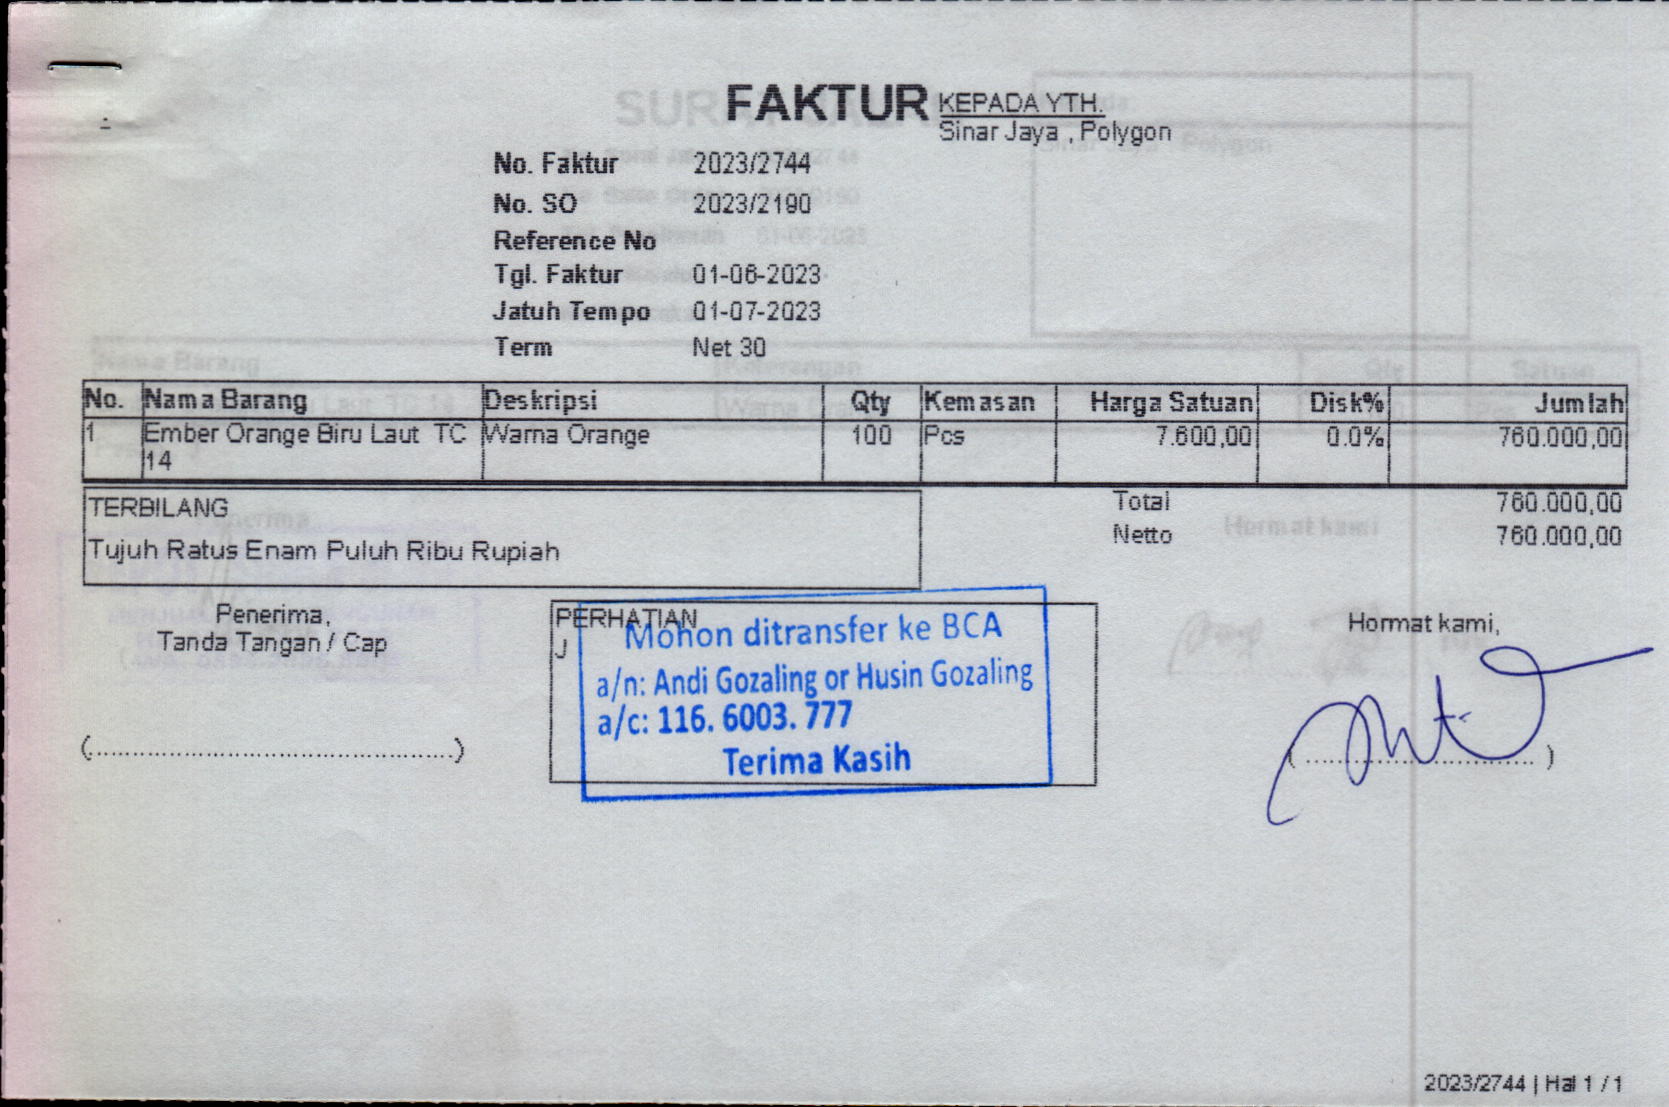 FAKTUR
KEPADA YTH.
Sinar Jaya , Polygon
No. Faktur 2023/2744
No. SO 2023/2190
Reference No
Tgl. Faktur 01-06-2023
Jatuh Tempo 01-07-2023
Term Net 30
No. Nama Barang Deskripsi Qty Kemasan Harga Satuan Disk% Jumlah
1 Ember Orange Biru Laut TC Warna Orange 100 Pcs 7.600,00 0.0% 760.000,00
14
TERBILANG Total 760.000,00
Netto 760.000,00
Tujuh Ratus Enam Puluh Ribu Rupiah
Penerima,
Tanda Tangan / Cap
PERHATIAN
J
Mohon ditransfer ke BCA
a/n: Andi Gozaling or Husin Gozaling
a/c: 116. 6003. 777
Terima Kasih
Hormat kami,
2023/2744 | Hal 1 / 1